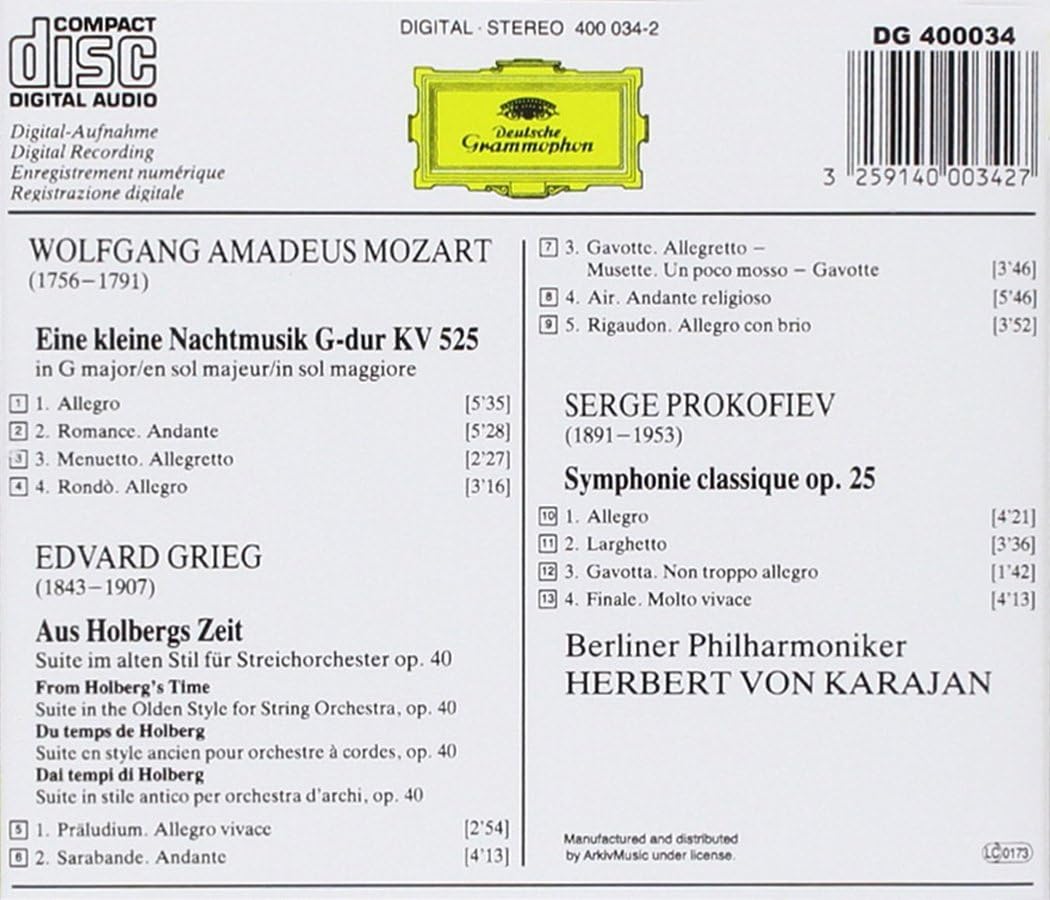 COMPACT
disc
DIGITAL AUDIO
Digital-Aufnahme
Digital Recording
Enregistrement numérique
Registrazione digitale
DIGITAL · STEREO 400 034-2
Deutsche
Grammophon
DG 400034
3 259140 003427
WOLFGANG AMADEUS MOZART
(1756–1791)
Eine kleine Nachtmusik G-dur KV 525
in G major/en sol majeur/in sol maggiore
1 1. Allegro [5'35]
2 2. Romance. Andante [5'28]
3 3. Menuetto. Allegretto [2'27]
4 4. Rondò. Allegro [3'16]
EDVARD GRIEG
(1843–1907)
Aus Holbergs Zeit
Suite im alten Stil für Streichorchester op. 40
From Holberg's Time
Suite in the Olden Style for String Orchestra, op. 40
Du temps de Holberg
Suite en style ancien pour orchestre à cordes, op. 40
Dai tempi di Holberg
Suite in stile antico per orchestra d'archi, op. 40
5 1. Präludium. Allegro vivace [2'54]
6 2. Sarabande. Andante [4'13]
7 3. Gavotte. Allegretto –
Musette. Un poco mosso – Gavotte [3'46]
8 4. Air. Andante religioso [5'46]
9 5. Rigaudon. Allegro con brio [3'52]
SERGE PROKOFIEV
(1891–1953)
Symphonie classique op. 25
10 1. Allegro [4'21]
11 2. Larghetto [3'36]
12 3. Gavotta. Non troppo allegro [1'42]
13 4. Finale. Molto vivace [4'13]
Berliner Philharmoniker
HERBERT VON KARAJAN
Manufactured and distributed
by ArkivMusic under license.
LC 0173